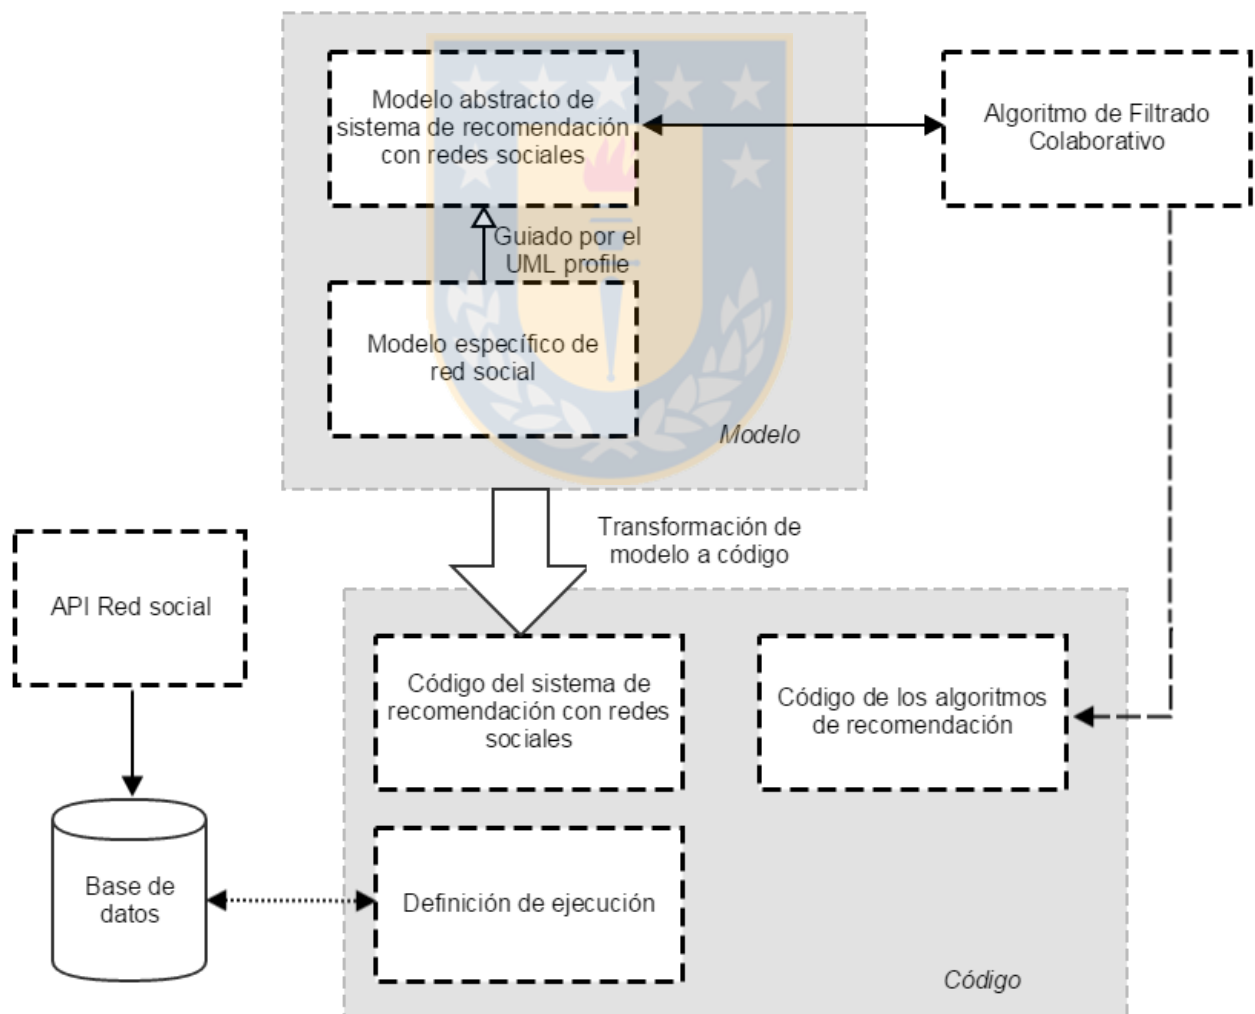 Modelo abstracto de
sistema de recomendación
con redes sociales
Algoritmo de Filtrado
Colaborativo
Guiado por el
UML profile
Modelo específico de
red social
Modelo
Transformación de
modelo a código
API Red social
Código del sistema de
recomendación con redes
sociales
Código de los algoritmos
de recomendación
Base de
datos
Definición de ejecución
Código